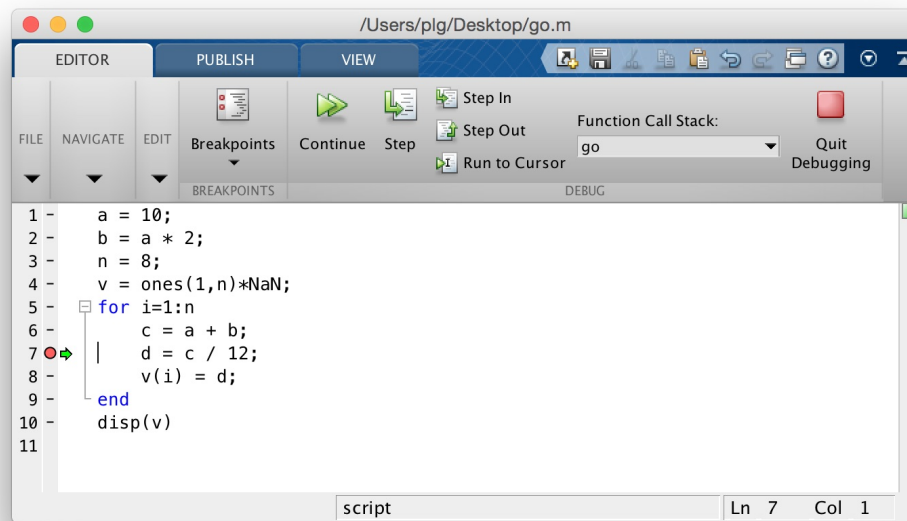 /Users/plg/Desktop/go.m
EDITOR PUBLISH VIEW
FILE NAVIGATE EDIT Breakpoints Continue Step
Step In
Step Out
Run to Cursor
Function Call Stack:
go
Quit
Debugging
BREAKPOINTS DEBUG
1 a = 10;
2 b = a * 2;
3 n = 8;
4 v = ones(1,n)*NaN;
5 for i=1:n
6 c = a + b;
7 d = c / 12;
8 v(i) = d;
9 end
10 disp(v)
11
script Ln 7 Col 1